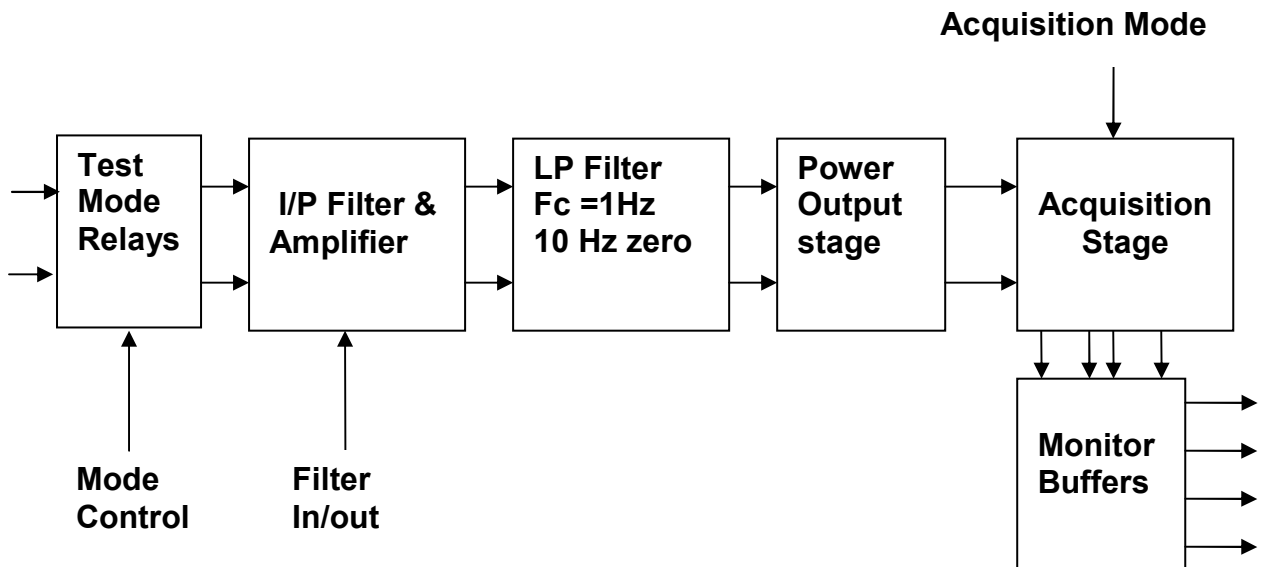 Acquisition Mode
Test
Mode
Relays
I/P Filter &
Amplifier
LP Filter
Fc =1Hz
10 Hz zero
Power
Output
stage
Acquisition
Stage
Monitor
Buffers
Mode
Control
Filter
In/out